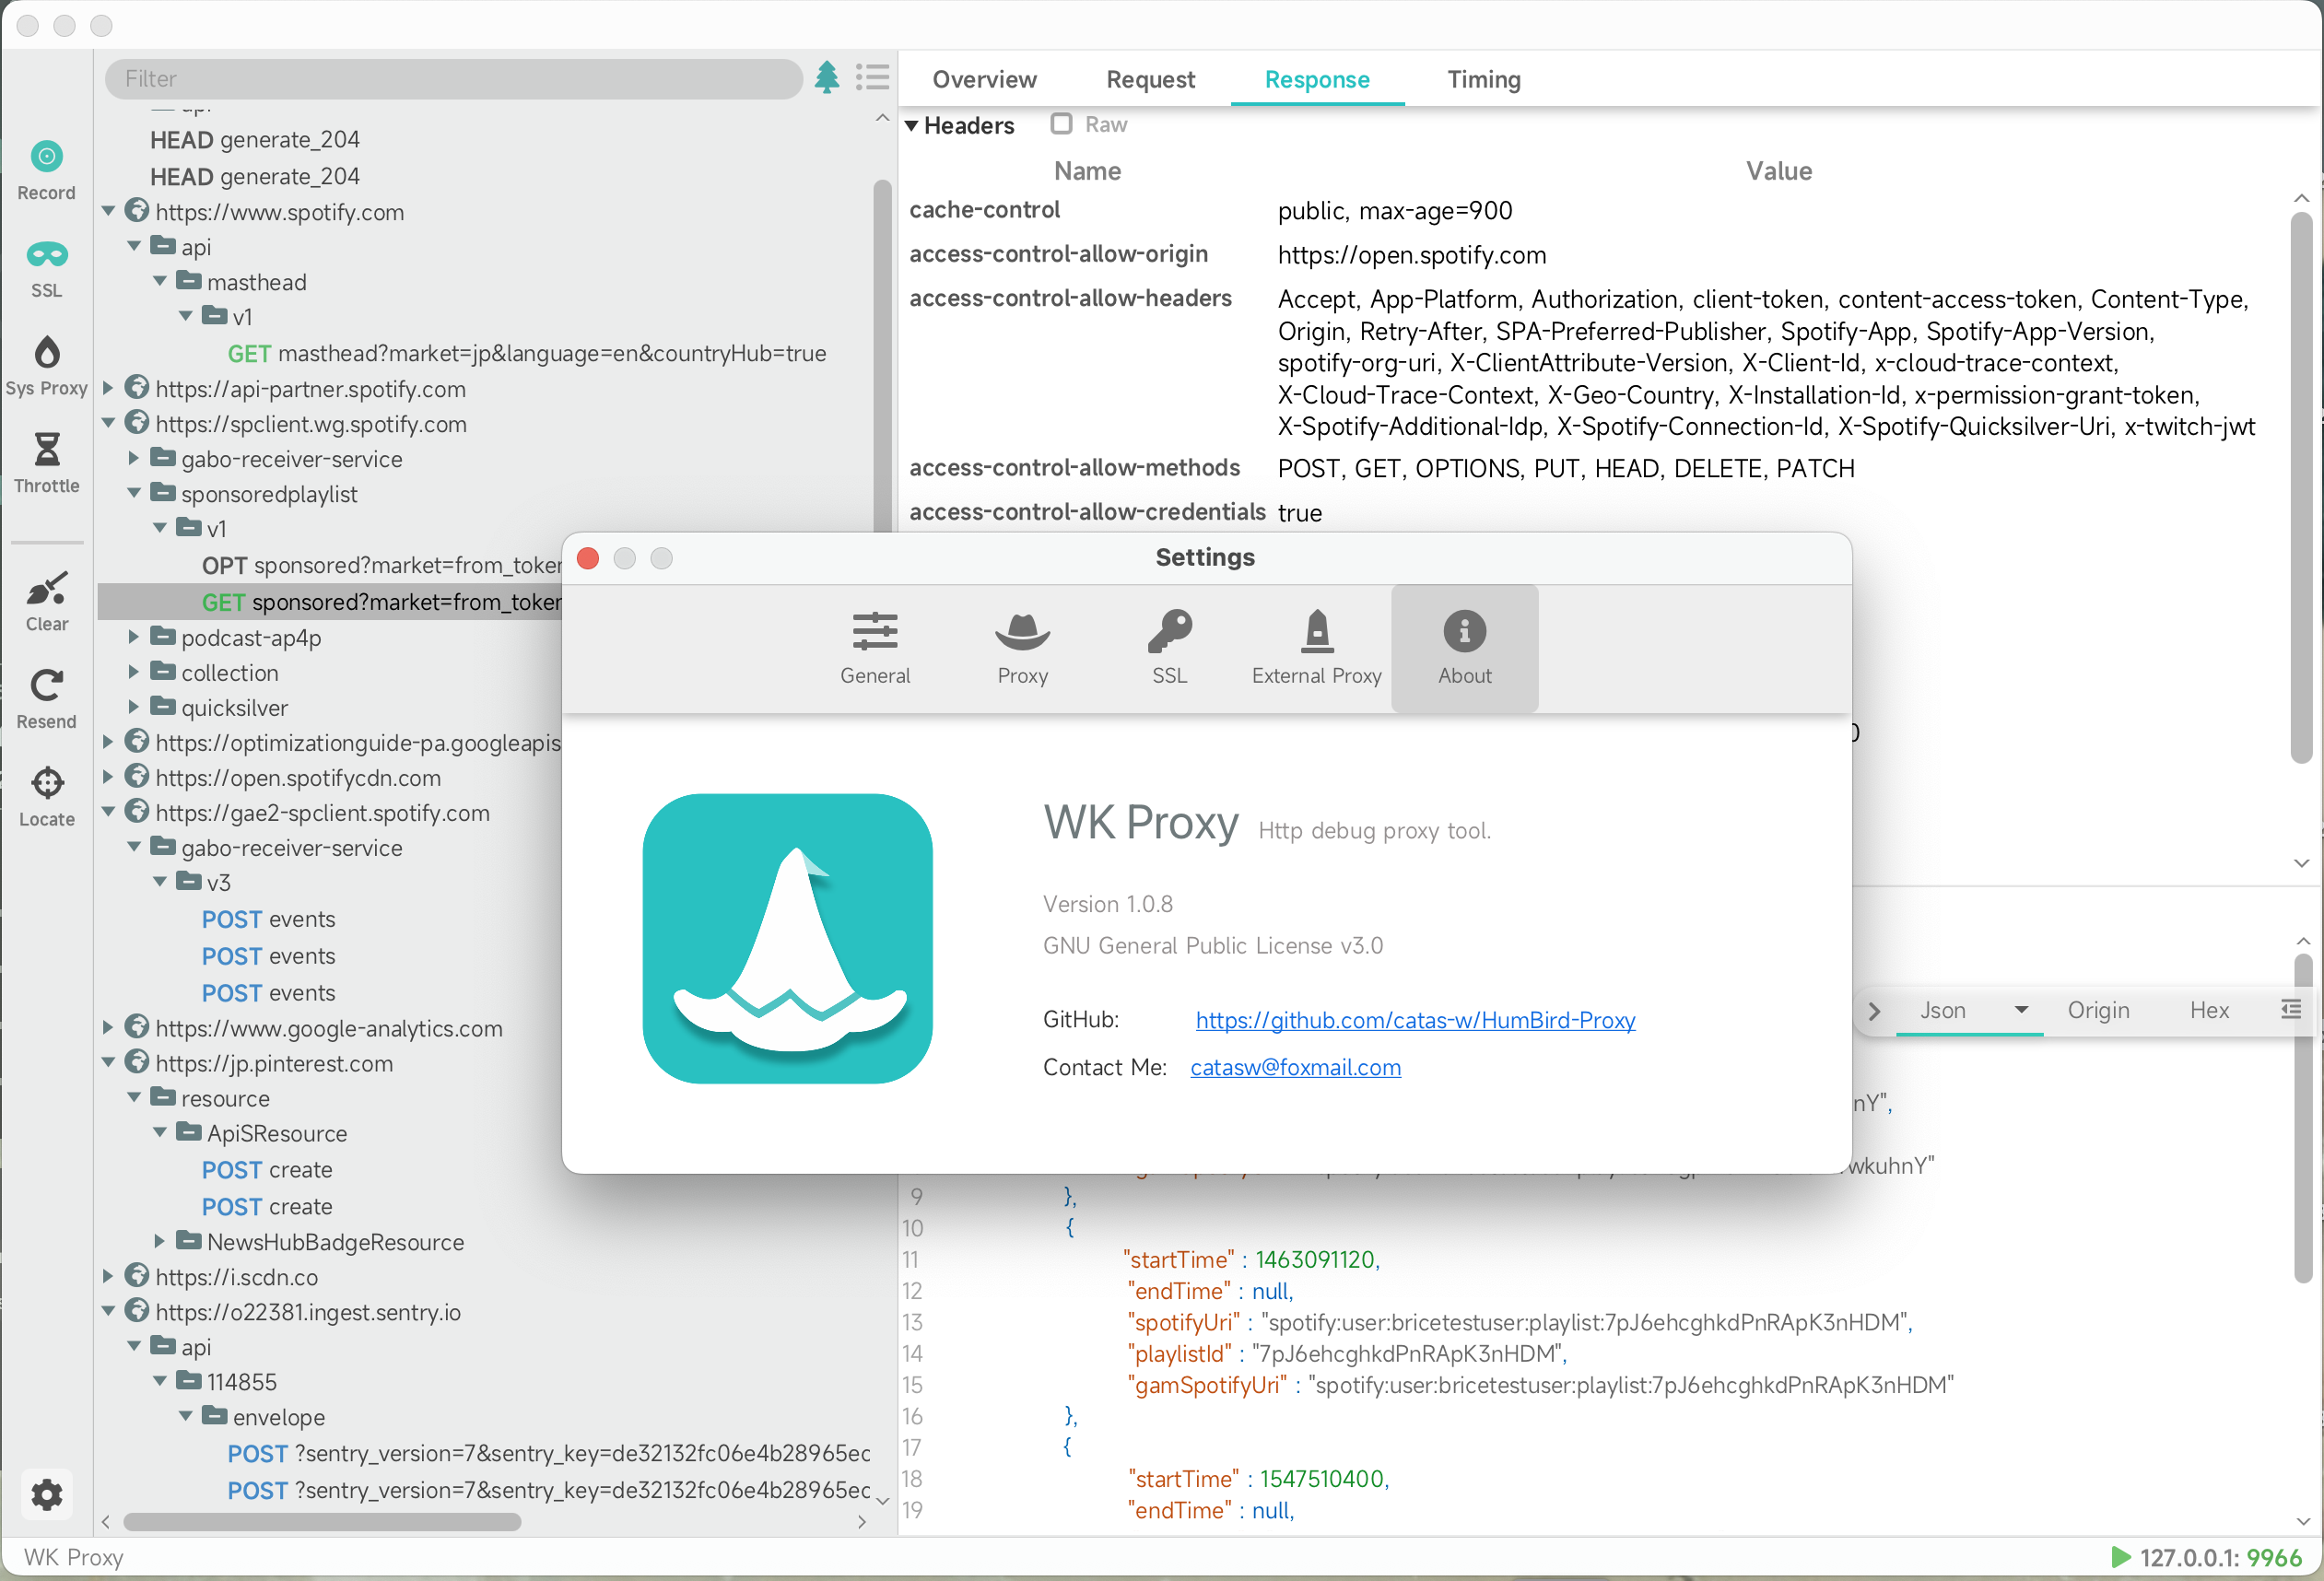 Filter
Overview
Request
Response
Timing
Record
SSL
Sys Proxy
Throttle
Clear
Resend
Locate
HEAD generate_204
HEAD generate_204
https://www.spotify.com
api
masthead
v1
GET masthead?market=jp&language=en&countryHub=true
https://api-partner.spotify.com
https://spclient.wg.spotify.com
gabo-receiver-service
sponsoredplaylist
v1
OPT sponsored?market=from_token
GET sponsored?market=from_token
podcast-ap4p
collection
quicksilver
https://optimizationguide-pa.googleapis
https://open.spotifycdn.com
https://gae2-spclient.spotify.com
gabo-receiver-service
v3
POST events
POST events
POST events
https://www.google-analytics.com
https://jp.pinterest.com
resource
ApiSResource
POST create
POST create
NewsHubBadgeResource
https://i.scdn.co
https://o22381.ingest.sentry.io
api
114855
envelope
POST ?sentry_version=7&sentry_key=de32132fc06e4b28965ec
POST ?sentry_version=7&sentry_key=de32132fc06e4b28965ec
Headers
Raw
Name
Value
cache-control
public, max-age=900
access-control-allow-origin
https://open.spotify.com
access-control-allow-headers
Accept, App-Platform, Authorization, client-token, content-access-token, Content-Type,
Origin, Retry-After, SPA-Preferred-Publisher, Spotify-App, Spotify-App-Version,
spotify-org-uri, X-ClientAttribute-Version, X-Client-Id, x-cloud-trace-context,
X-Cloud-Trace-Context, X-Geo-Country, X-Installation-Id, x-permission-grant-token,
X-Spotify-Additional-Idp, X-Spotify-Connection-Id, X-Spotify-Quicksilver-Uri, x-twitch-jwt
access-control-allow-methods
POST, GET, OPTIONS, PUT, HEAD, DELETE, PATCH
access-control-allow-credentials
true
Settings
General
Proxy
SSL
External Proxy
About
WK Proxy Http debug proxy tool.
Version 1.0.8
GNU General Public License v3.0
GitHub: https://github.com/catas-w/HumBird-Proxy
Contact Me: catasw@foxmail.com
Json
Origin
Hex
nY",
wkuhnY"
9 },
10 {
11 "startTime" : 1463091120,
12 "endTime" : null,
13 "spotifyUri" : "spotify:user:bricetestuser:playlist:7pJ6ehcghkdPnRApK3nHDM",
14 "playlistId" : "7pJ6ehcghkdPnRApK3nHDM",
15 "gamSpotifyUri" : "spotify:user:bricetestuser:playlist:7pJ6ehcghkdPnRApK3nHDM"
16 },
17 {
18 "startTime" : 1547510400,
19 "endTime" : null,
WK Proxy
127.0.0.1: 9966